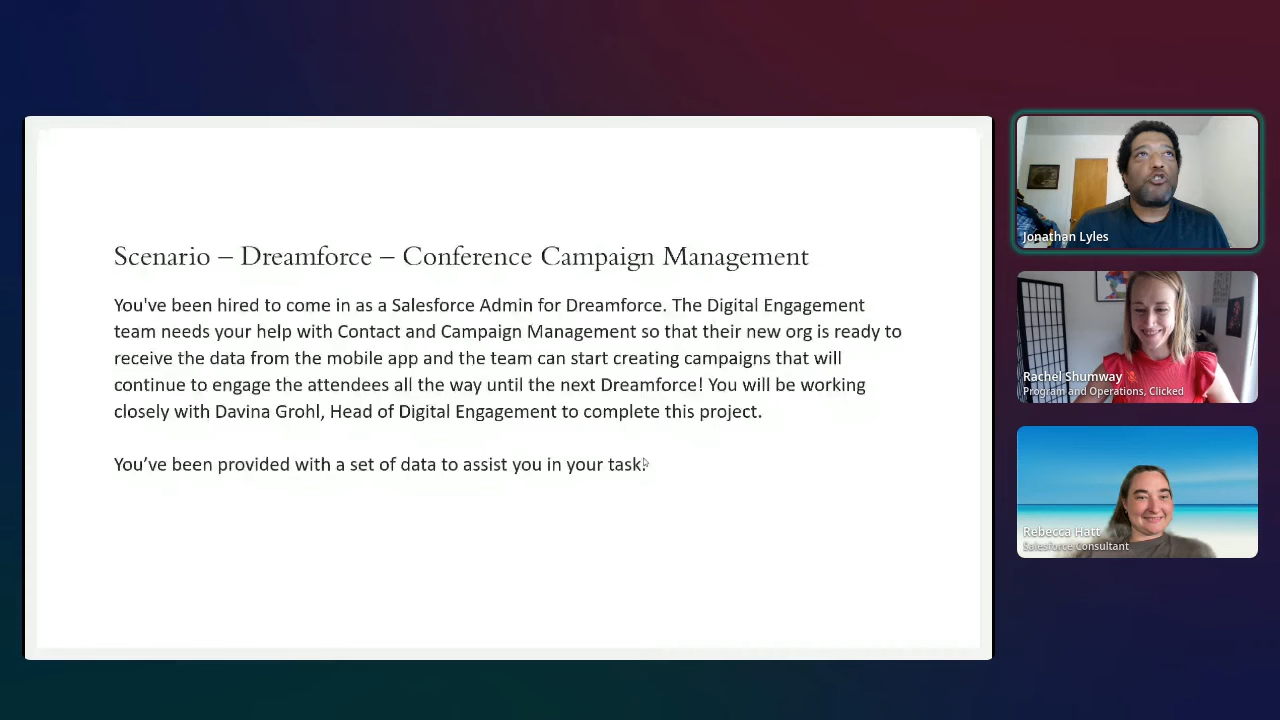 Scenario – Dreamforce – Conference Campaign Management
You've been hired to come in as a Salesforce Admin for Dreamforce. The Digital Engagement
team needs your help with Contact and Campaign Management so that their new org is ready to
receive the data from the mobile app and the team can start creating campaigns that will
continue to engage the attendees all the way until the next Dreamforce! You will be working
closely with Davina Grohl, Head of Digital Engagement to complete this project.
You’ve been provided with a set of data to assist you in your task.
Jonathan Lyles
Rachel Shumway
Program and Operations, Clicked
Rebecca Hatt
Salesforce Consultant